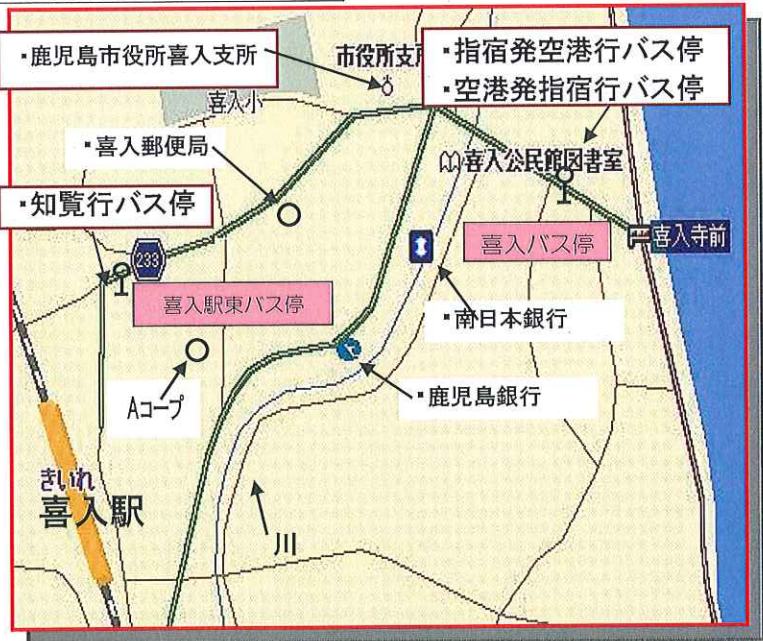 ・鹿児島市役所喜入支所
市役所支
・指宿発空港行バス停
・空港発指宿行バス停
喜入小
・喜入郵便局
喜入公民館図書室
・知覧行バス停
233
喜入バス停
喜入寺前
喜入駅東バス停
・南日本銀行
Aコープ
・鹿児島銀行
きいれ
喜入駅
川